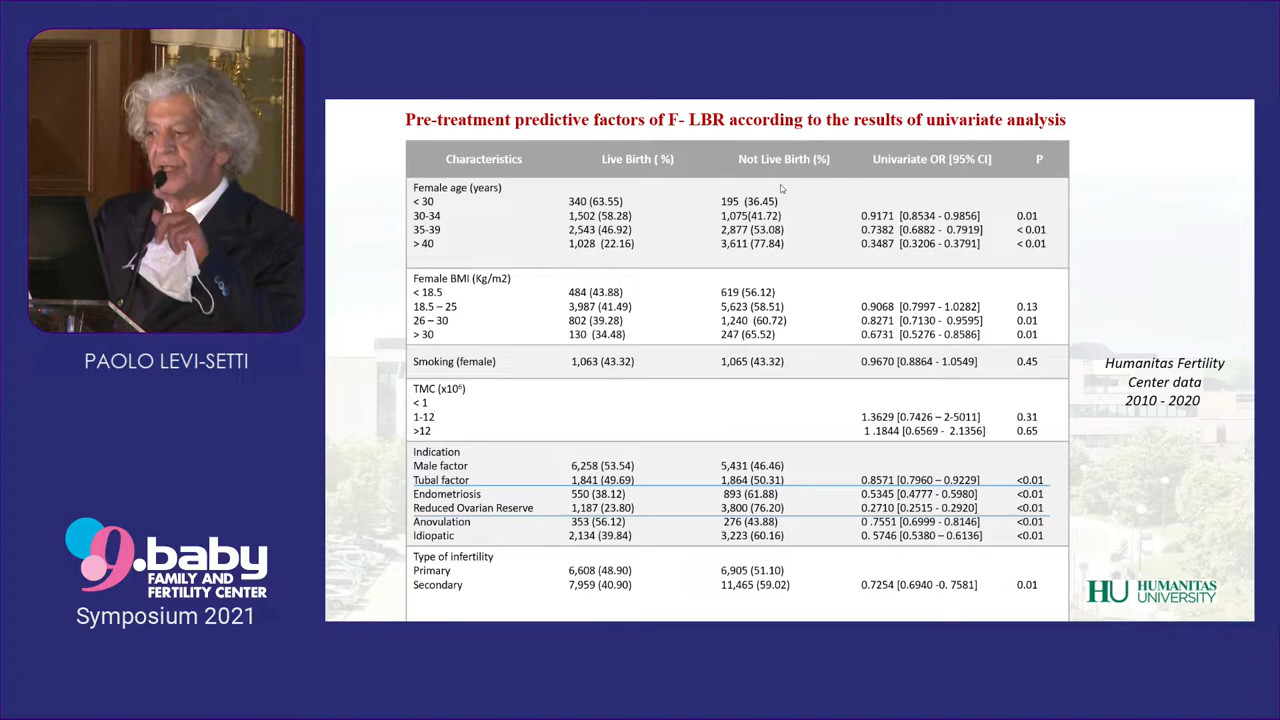 Pre-treatment predictive factors of F- LBR according to the results of univariate analysis
Characteristics Live Birth ( %) Not Live Birth (%) Univariate OR [95% CI] P
Female age (years)
< 30 340 (63.55) 195 (36.45)
30-34 1,502 (58.28) 1,075(41.72) 0.9171 [0.8534 - 0.9856] 0.01
35-39 2,543 (46.92) 2,877 (53.08) 0.7382 [0.6882 - 0.7919] < 0.01
> 40 1,028 (22.16) 3,611 (77.84) 0.3487 [0.3206 - 0.3791] < 0.01
Female BMI (Kg/m2)
< 18.5 484 (43.88) 619 (56.12)
18.5 – 25 3,987 (41.49) 5,623 (58.51) 0.9068 [0.7997 - 1.0282] 0.13
26 – 30 802 (39.28) 1,240 (60.72) 0.8271 [0.7130 - 0.9595] 0.01
> 30 130 (34.48) 247 (65.52) 0.6731 [0.5276 - 0.8586] 0.01
Smoking (female) 1,063 (43.32) 1,065 (43.32) 0.9670 [0.8864 - 1.0549] 0.45
TMC (x10⁶)
< 1
1-12 1.3629 [0.7426 – 2-5011] 0.31
>12 1 .1844 [0.6569 - 2.1356] 0.65
Indication
Male factor 6,258 (53.54) 5,431 (46.46)
Tubal factor 1,841 (49.69) 1,864 (50.31) 0.8571 [0.7960 – 0.9229] <0.01
Endometriosis 550 (38.12) 893 (61.88) 0.5345 [0.4777 - 0.5980] <0.01
Reduced Ovarian Reserve 1,187 (23.80) 3,800 (76.20) 0.2710 [0.2515 - 0.2920] <0.01
Anovulation 353 (56.12) 276 (43.88) 0 .7551 [0.6999 - 0.8146] <0.01
Idiopatic 2,134 (39.84) 3,223 (60.16) 0. 5746 [0.5380 – 0.6136] <0.01
Type of infertility
Primary 6,608 (48.90) 6,905 (51.10)
Secondary 7,959 (40.90) 11,465 (59.02) 0.7254 [0.6940 -0. 7581] 0.01
Humanitas Fertility
Center data
2010 - 2020
HU HUMANITAS
UNIVERSITY
PAOLO LEVI-SETTI
9.baby
FAMILY AND
FERTILITY CENTER
Symposium 2021